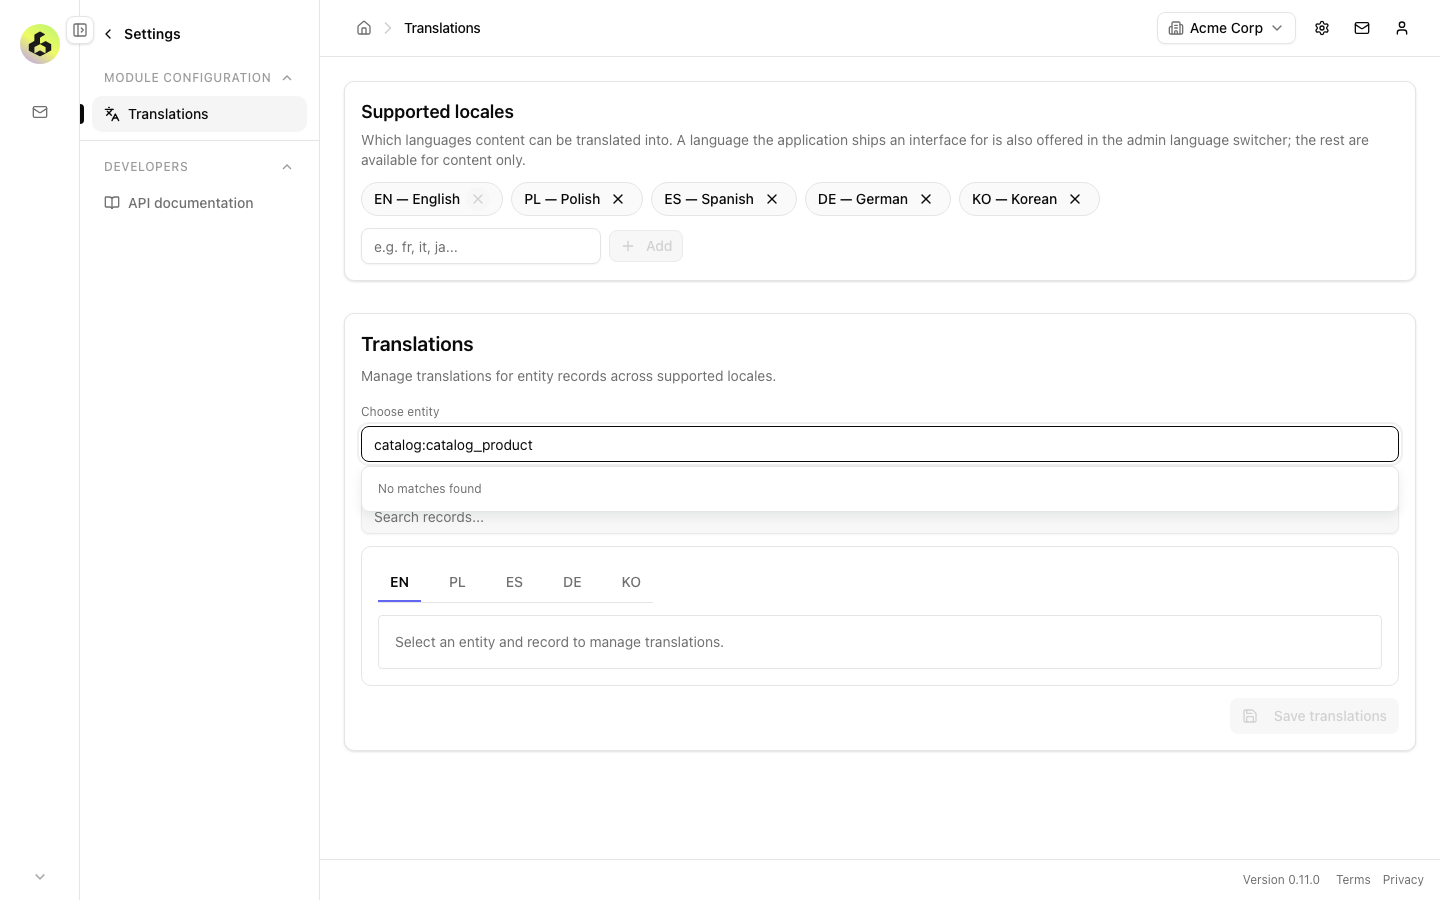 Settings
MODULE CONFIGURATION
Translations
DEVELOPERS
API documentation
Translations
Acme Corp
Supported locales
Which languages content can be translated into. A language the application ships an interface for is also offered in the admin language switcher; the rest are
available for content only.
EN — English
PL — Polish
ES — Spanish
DE — German
KO — Korean
e.g. fr, it, ja...
Add
Translations
Manage translations for entity records across supported locales.
Choose entity
catalog:catalog_product
No matches found
Search records...
EN PL ES DE KO
Select an entity and record to manage translations.
Save translations
Version 0.11.0 Terms Privacy